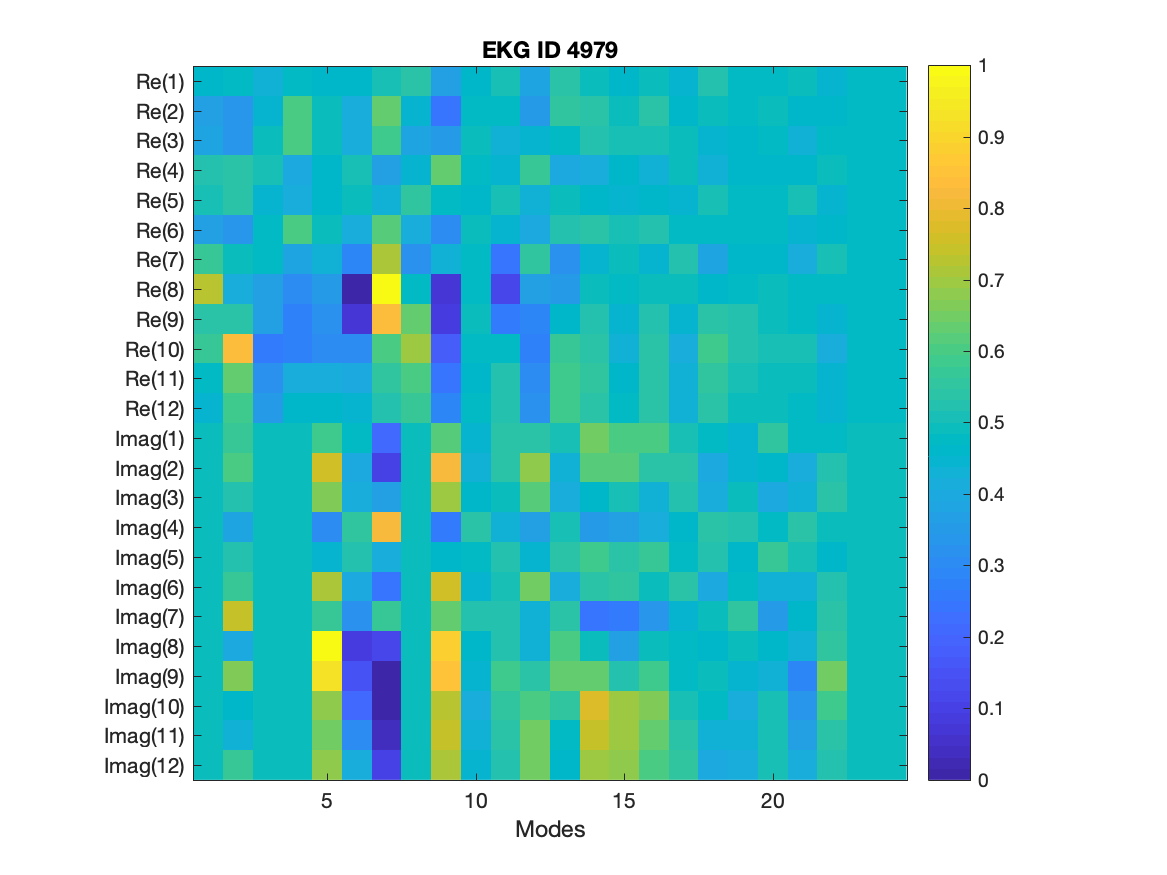 EKG ID 4979
Re(1)
Re(2)
Re(3)
Re(4)
Re(5)
Re(6)
Re(7)
Re(8)
Re(9)
Re(10)
Re(11)
Re(12)
Imag(1)
Imag(2)
Imag(3)
Imag(4)
Imag(5)
Imag(6)
Imag(7)
Imag(8)
Imag(9)
Imag(10)
Imag(11)
Imag(12)
5 10 15 20
Modes
1
0.9
0.8
0.7
0.6
0.5
0.4
0.3
0.2
0.1
0